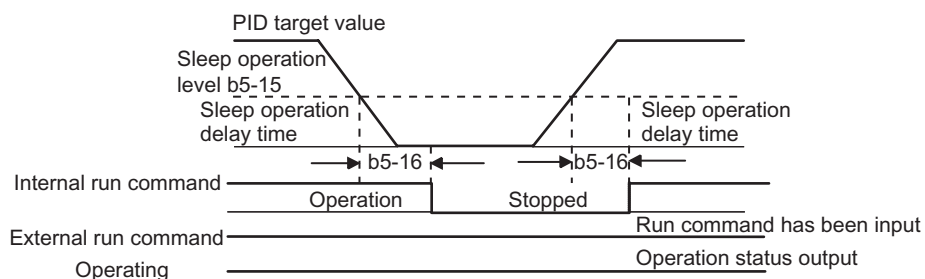 PID target value
Sleep operation
level b5-15
Sleep operation
delay time
Sleep operation
delay time
b5-16
b5-16
Internal run command
Operation
Stopped
Run command has been input
External run command
Operation status output
Operating